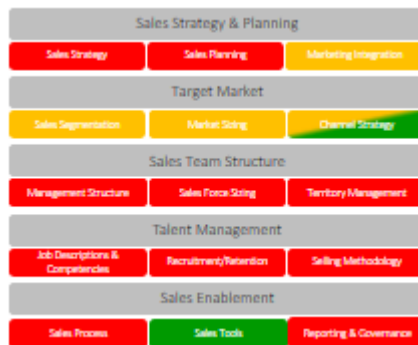 Sales Strategy & Planning
Sales Strategy
Sales Planning
Marketing Integration
Target Market
Sales Segmentation
Market Sizing
Channel Strategy
Sales Team Structure
Management Structure
Sales Force Sizing
Territory Management
Talent Management
Job Descriptions &
Competencies
Recruitment/Retention
Selling Methodology
Sales Enablement
Sales Process
Sales Tools
Reporting & Governance